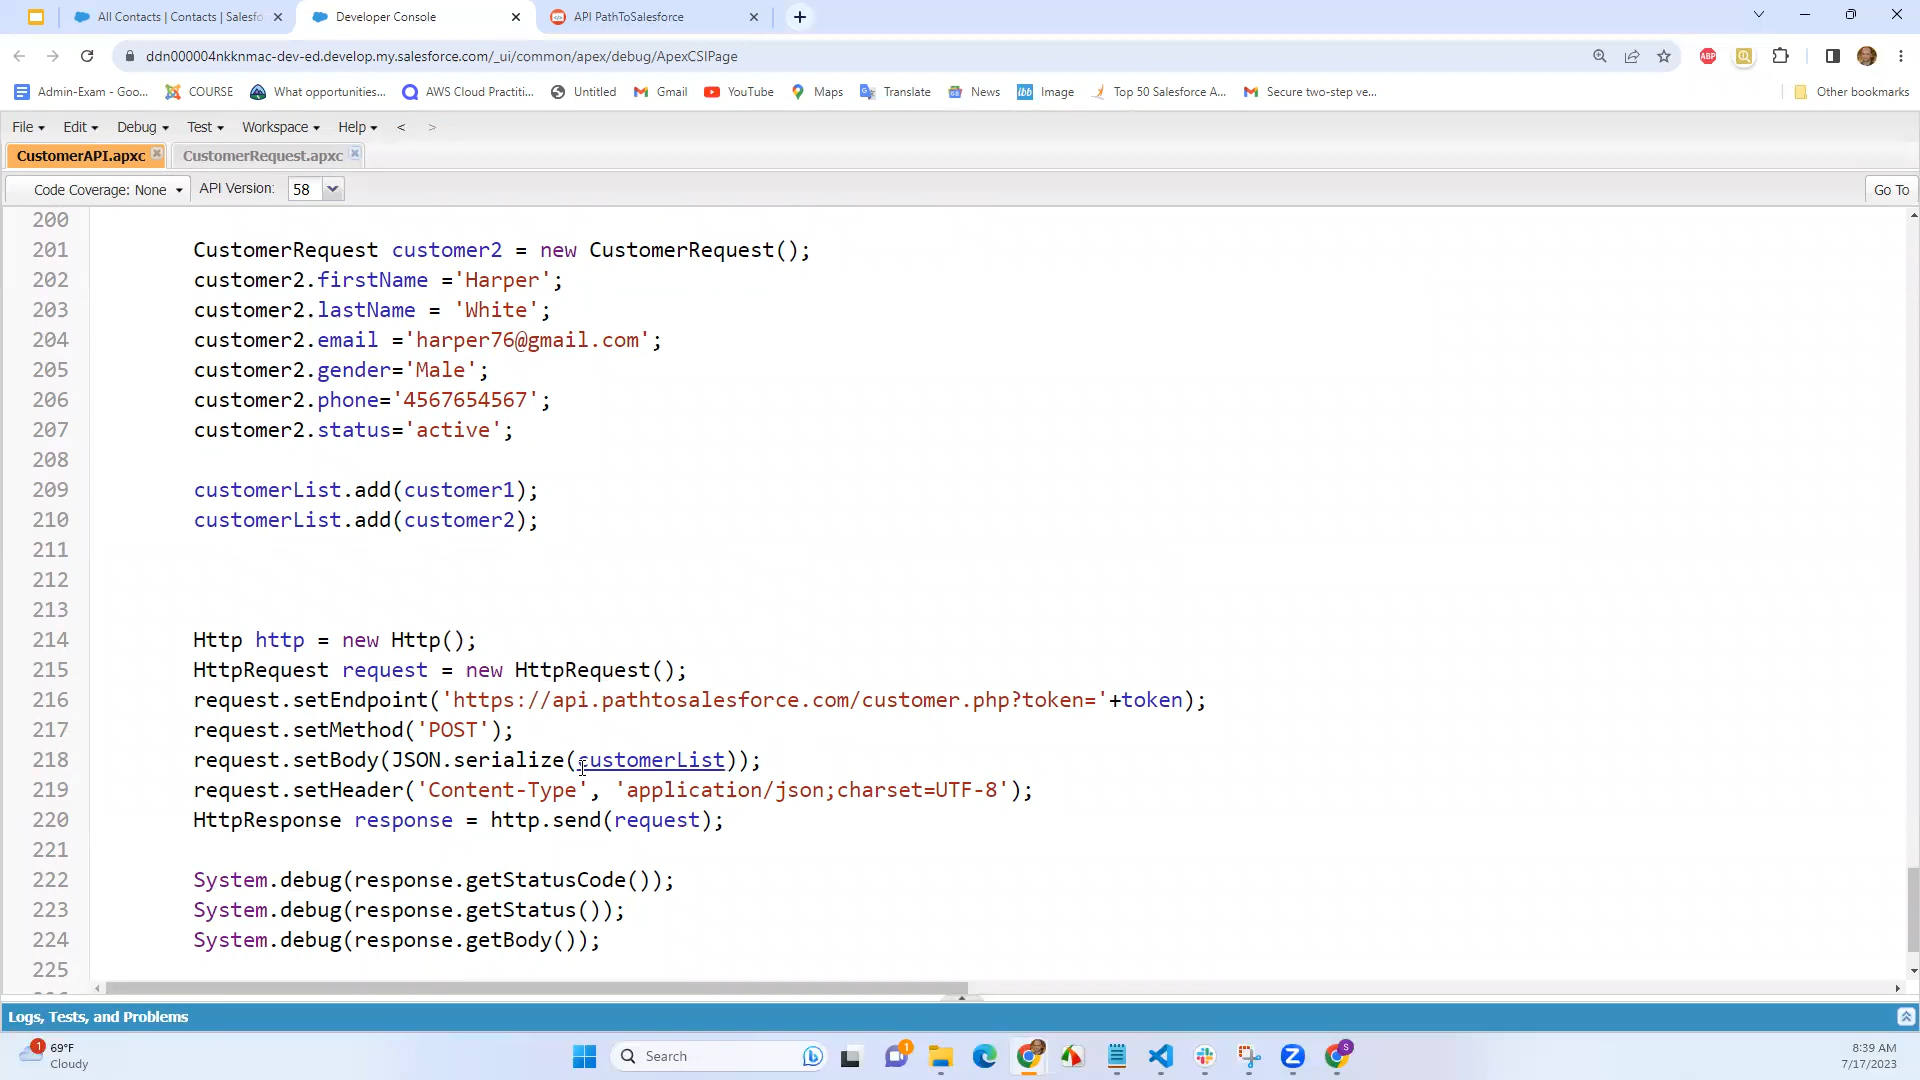 All Contacts | Contacts | Salesfo
Developer Console
API PathToSalesforce
ddn000004nkknmac-dev-ed.develop.my.salesforce.com/_ui/common/apex/debug/ApexCSIPage
ABP
Admin-Exam - Goo...
COURSE
What opportunities...
AWS Cloud Practiti...
Untitled
Gmail
YouTube
Maps
Translate
News
ibb
Image
Top 50 Salesforce A...
Secure two-step ve...
Other bookmarks
File
Edit
Debug
Test
Workspace
Help
<
>
CustomerAPI.apxc
CustomerRequest.apxc
Code Coverage: None
API Version:
58
Go To
200
201 CustomerRequest customer2 = new CustomerRequest();
202 customer2.firstName ='Harper';
203 customer2.lastName = 'White';
204 customer2.email ='harper76@gmail.com';
205 customer2.gender='Male';
206 customer2.phone='4567654567';
207 customer2.status='active';
208
209 customerList.add(customer1);
210 customerList.add(customer2);
211
212
213
214 Http http = new Http();
215 HttpRequest request = new HttpRequest();
216 request.setEndpoint('https://api.pathtosalesforce.com/customer.php?token='+token);
217 request.setMethod('POST');
218 request.setBody(JSON.serialize(customerList));
219 request.setHeader('Content-Type', 'application/json;charset=UTF-8');
220 HttpResponse response = http.send(request);
221
222 System.debug(response.getStatusCode());
223 System.debug(response.getStatus());
224 System.debug(response.getBody());
225
Logs, Tests, and Problems
1
69°F
Cloudy
Search
1
S
8:39 AM
7/17/2023